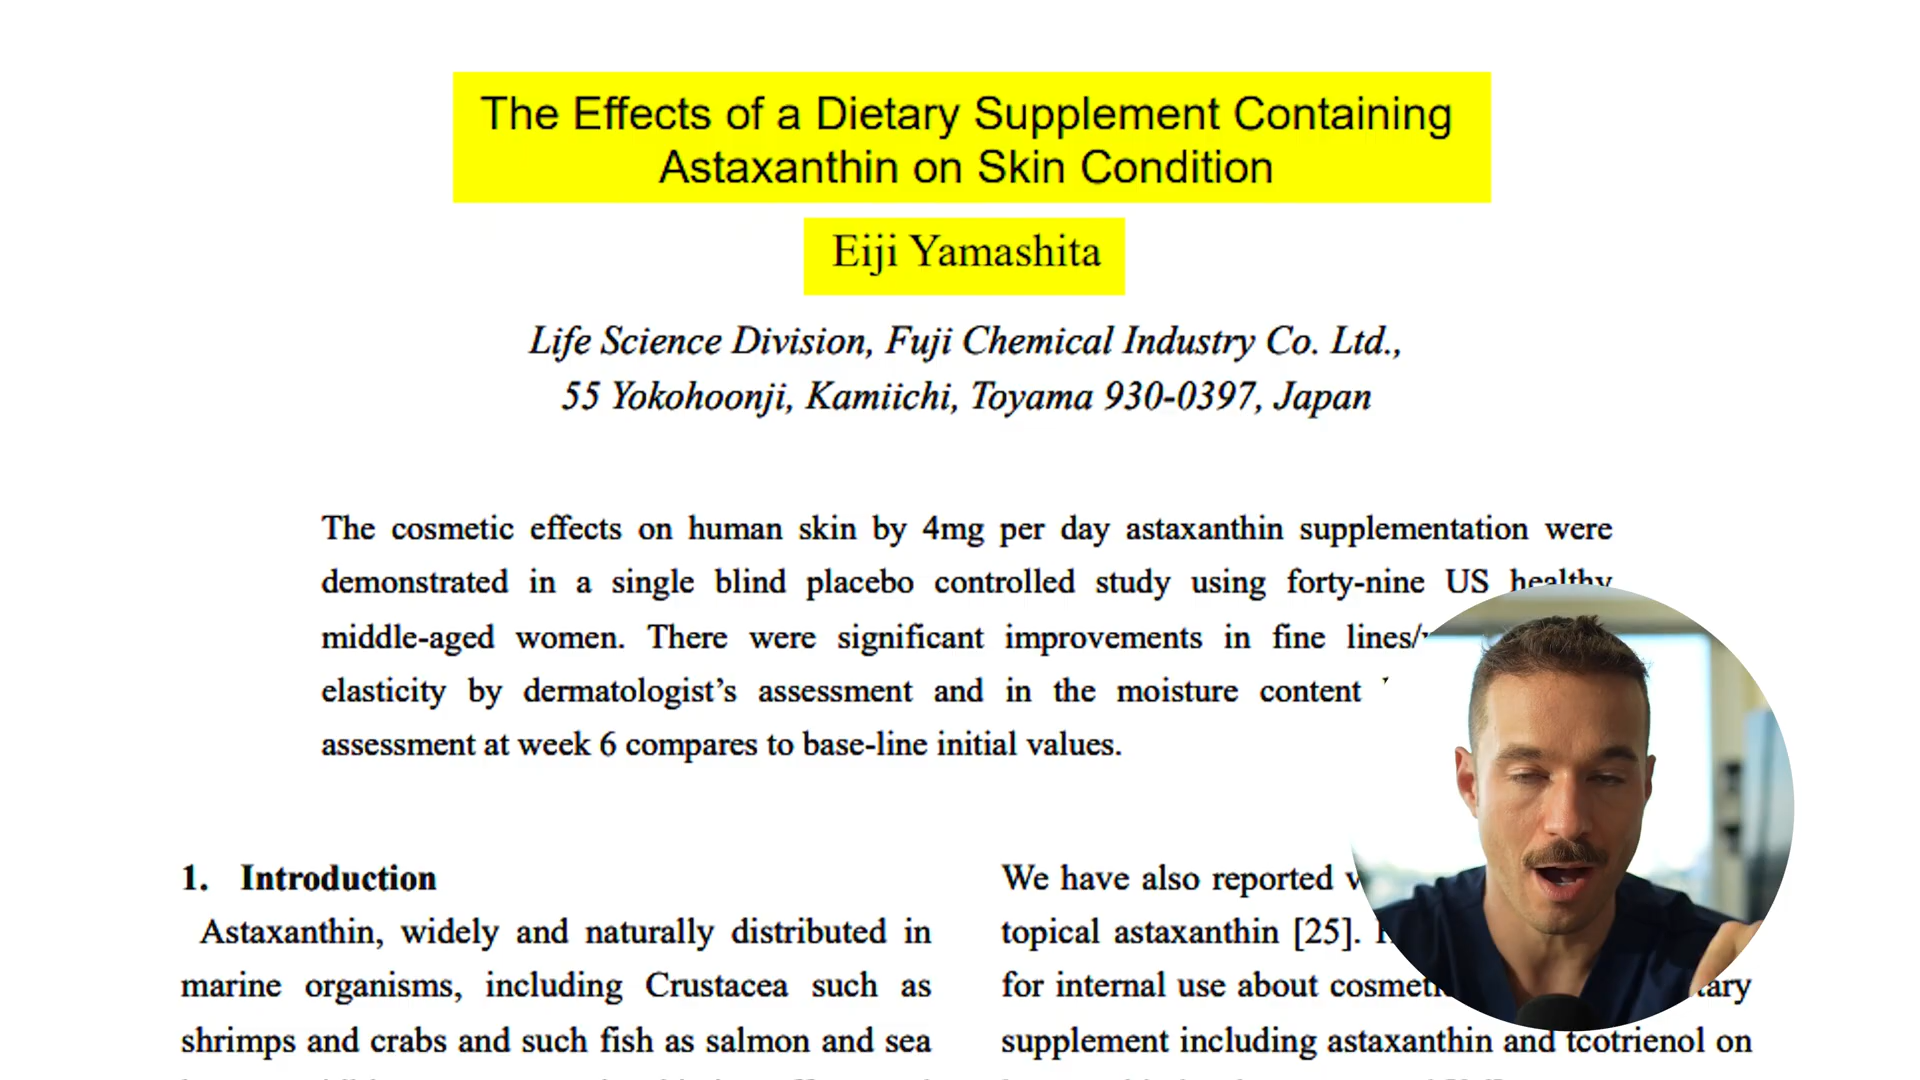 The Effects of a Dietary Supplement Containing
Astaxanthin on Skin Condition
Eiji Yamashita
Life Science Division, Fuji Chemical Industry Co. Ltd.,
55 Yokohoonji, Kamiichi, Toyama 930-0397, Japan
The cosmetic effects on human skin by 4mg per day astaxanthin supplementation were
demonstrated in a single blind placebo controlled study using forty-nine US healthy
middle-aged women. There were significant improvements in fine lines/
elasticity by dermatologist's assessment and in the moisture content
assessment at week 6 compares to base-line initial values.
1. Introduction
Astaxanthin, widely and naturally distributed in
marine organisms, including Crustacea such as
shrimps and crabs and such fish as salmon and sea
We have also reported
topical astaxanthin [25].
for internal use about
supplement including astaxanthin and tcotrienol on